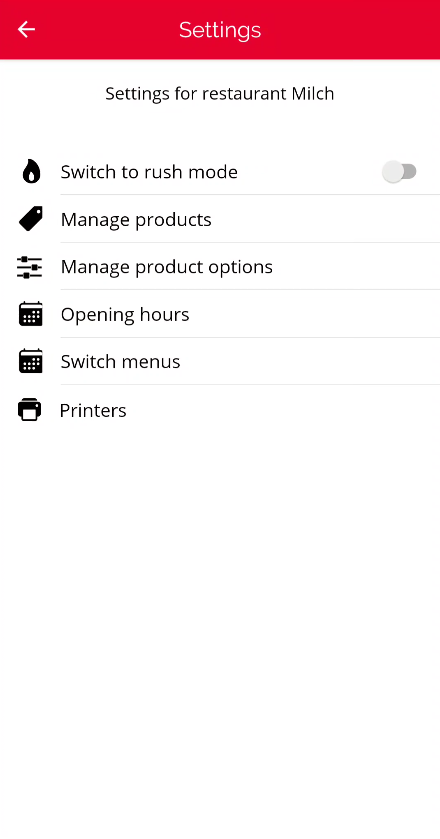 Settings
Settings for restaurant Milch
Switch to rush mode
Manage products
Manage product options
Opening hours
Switch menus
Printers